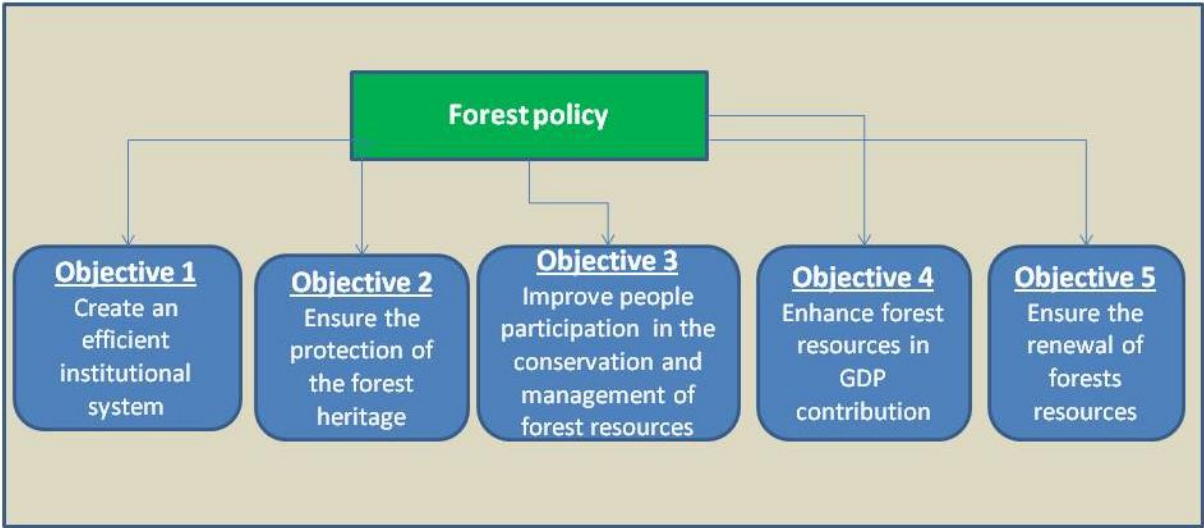 Forest policy
Objective 1
Create an
efficient
institutional
system
Objective 2
Ensure the
protection of
the forest
heritage
Objective 3
Improve people
participation in the
conservation and
management of
forest resources
Objective 4
Enhance forest
resources in
GDP
contribution
Objective 5
Ensure the
renewal of
forests
resources